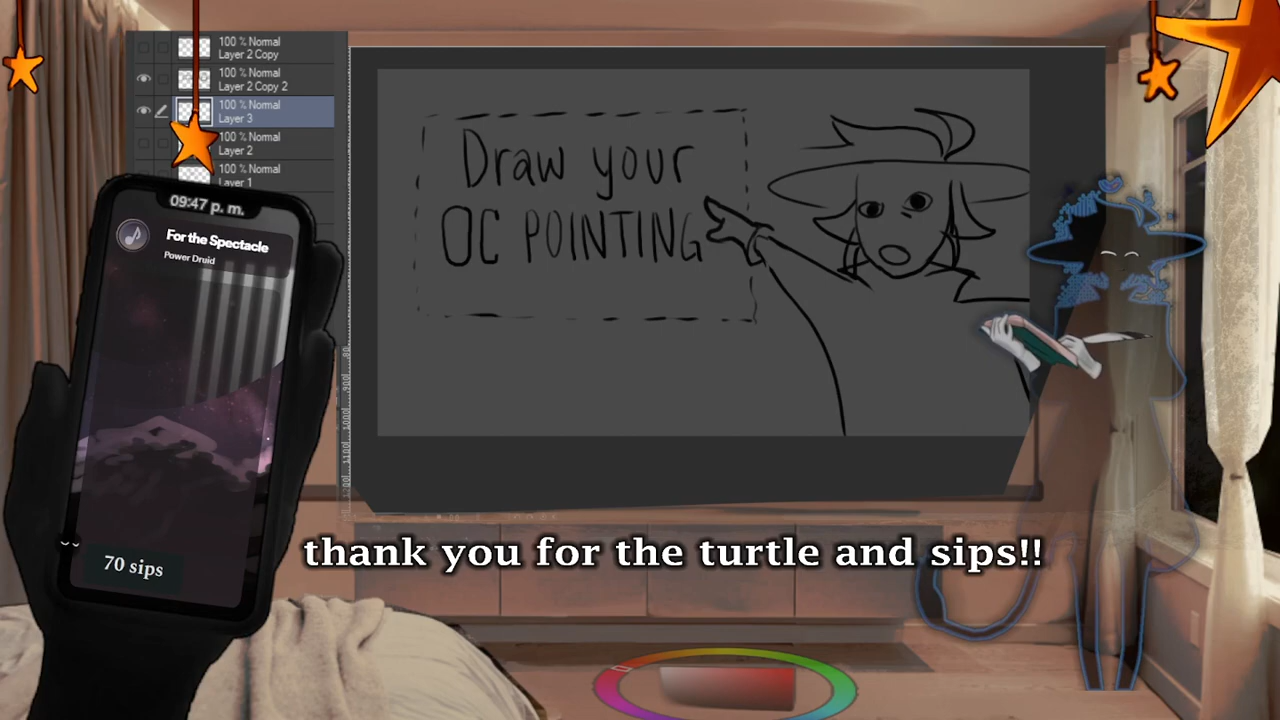 100 % Normal
Layer 2 Copy
100 % Normal
Layer 2 Copy 2
100 % Normal
Layer 3
100 % Normal
Layer 2
100 % Normal
Layer 1
09:47 p. m.
For the Spectacle
Power Druid
70 sips
Draw your
OC POINTING
thank you for the turtle and sips!!